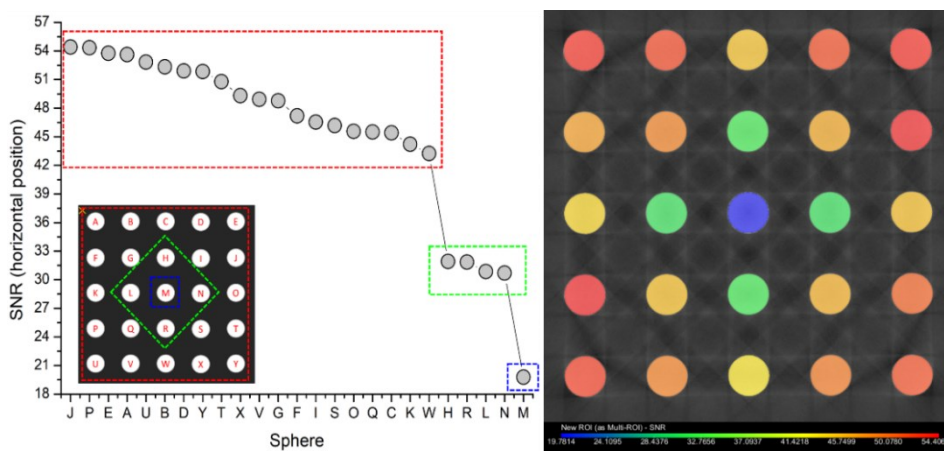 57
54
51
48
45
42
39
36
33
30
27
24
21
18
SNR (horizontal position)
A B C D E
F G H I J
K L M N O
P Q R S T
U V W X Y
J P E A U B D Y T X V G F I S O Q C K W H R L N M
Sphere
New ROI (as Multi-ROI) - SNR
19.7814 24.1095 28.4376 32.7656 37.0937 41.4218 45.7499 50.0780 54.406